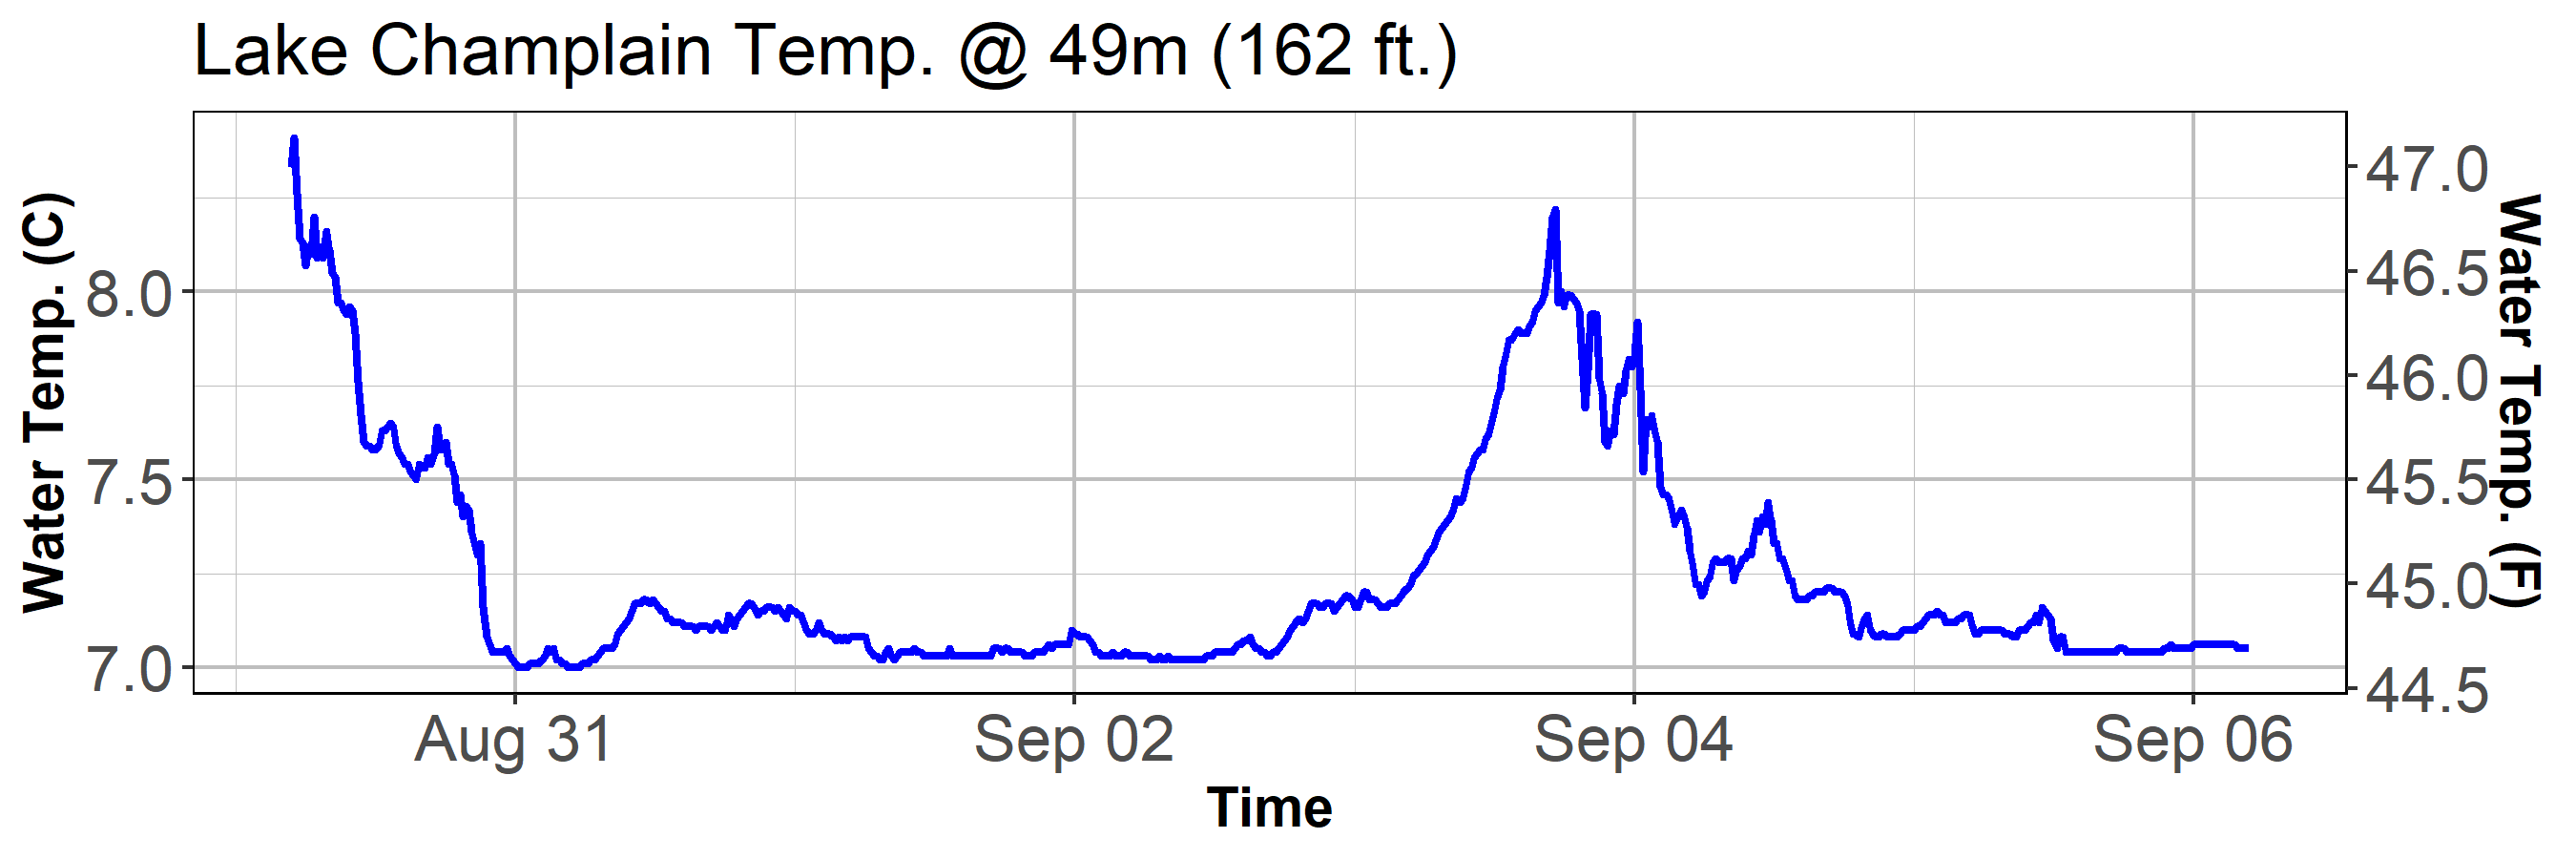 Lake Champlain Temp. @ 49m (162 ft.)
Water Temp. (C)
8.0
7.5
7.0
47.0
46.5
46.0
45.5
45.0
44.5
Water Temp. (F)
Aug 31 Sep 02 Sep 04 Sep 06
Time